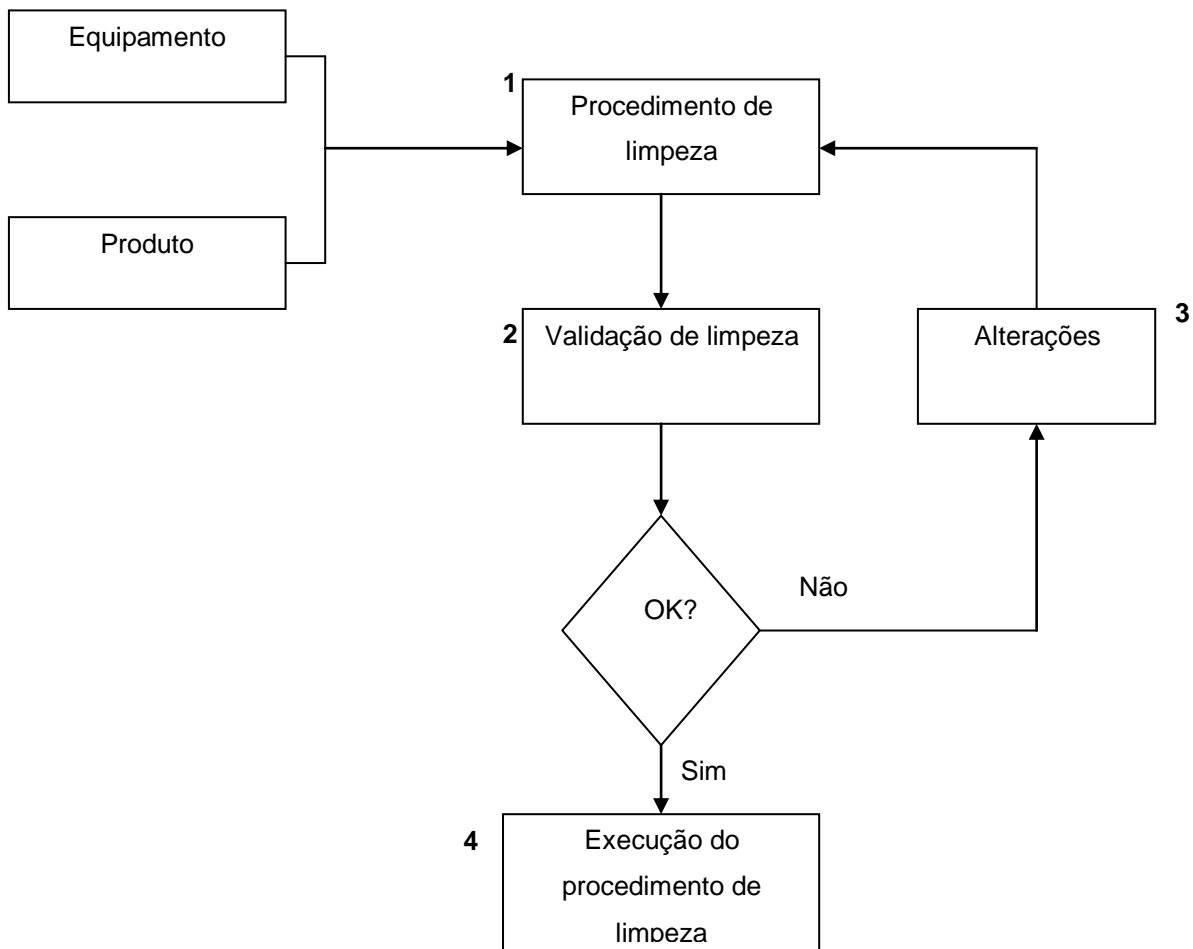 Equipamento
1
Procedimento de
limpeza
Produto
2
Validação de limpeza
Alterações
3
OK?
Não
Sim
4
Execução do
procedimento de
limpeza